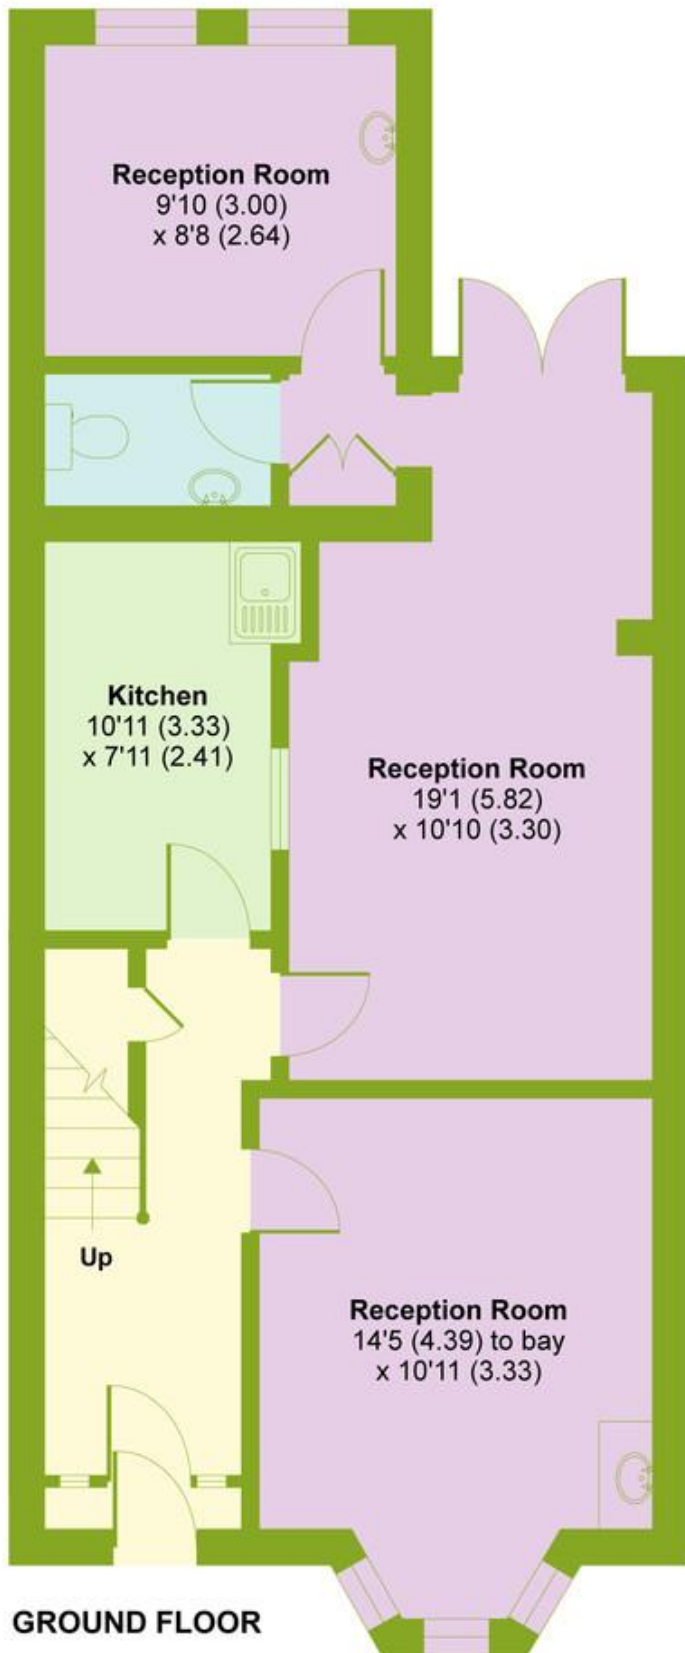 Reception Room
9'10 (3.00)
x 8'8 (2.64)
Kitchen
10'11 (3.33)
x 7'11 (2.41)
Reception Room
19'1 (5.82)
x 10'10 (3.30)
Up
Reception Room
14'5 (4.39) to bay
x 10'11 (3.33)
GROUND FLOOR